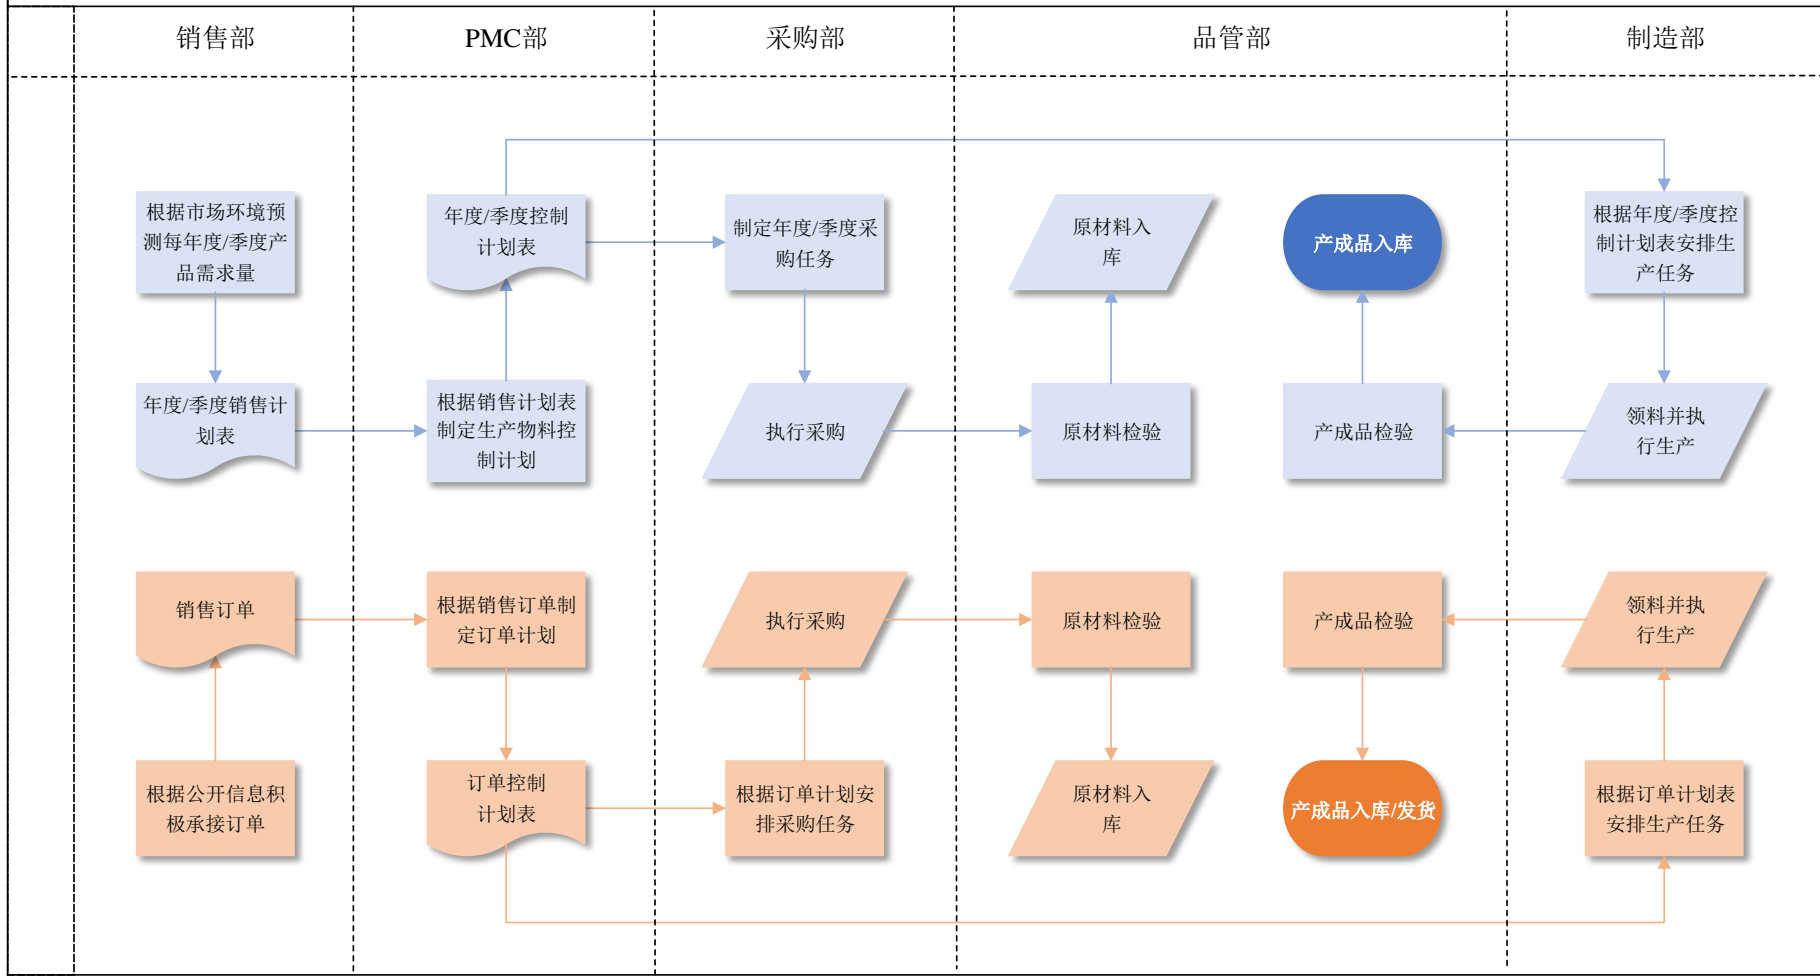 销售部
PMC部
采购部
品管部
制造部
根据市场环境预
测每年度/季度产
品需求量
年度/季度控制
计划表
制定年度/季度采
购任务
原材料入
库
产成品入库
根据年度/季度控
制计划表安排生
产任务
年度/季度销售计
划表
根据销售计划表
制定生产物料控
制计划
执行采购
原材料检验
产成品检验
领料并执
行生产
销售订单
根据销售订单制
定订单计划
执行采购
原材料检验
产成品检验
领料并执
行生产
根据公开信息积
极承接订单
订单控制
计划表
根据订单计划安
排采购任务
原材料入
库
产成品入库/发货
根据订单计划表
安排生产任务